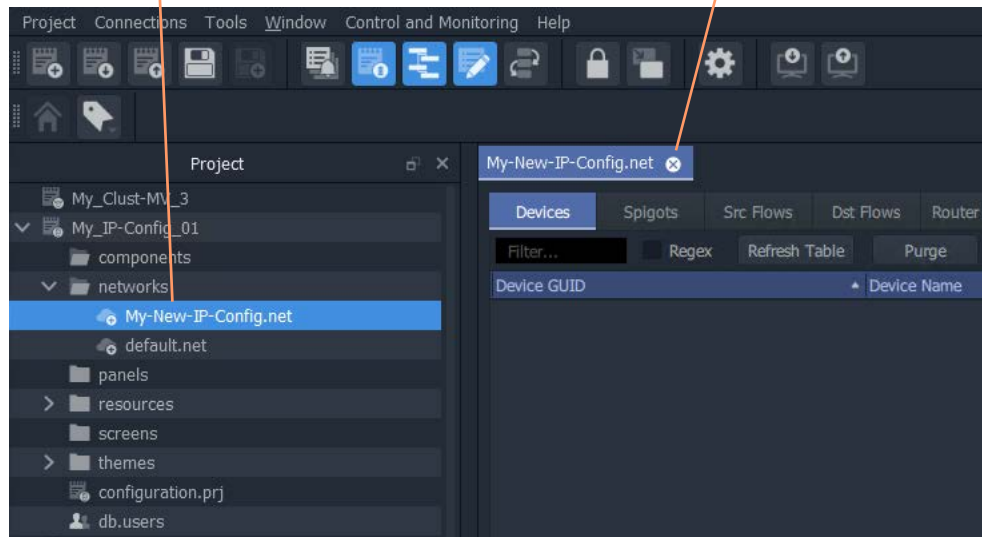 Project Connections Tools Window Control and Monitoring Help
Project
My_Clust-MV_3
My_IP-Config_01
components
networks
My-New-IP-Config.net
default.net
panels
resources
screens
themes
configuration.prj
db.users
My-New-IP-Config.net
Devices Spigots Src Flows Dst Flows Router
Filter... Regex Refresh Table Purge
Device GUID Device Name